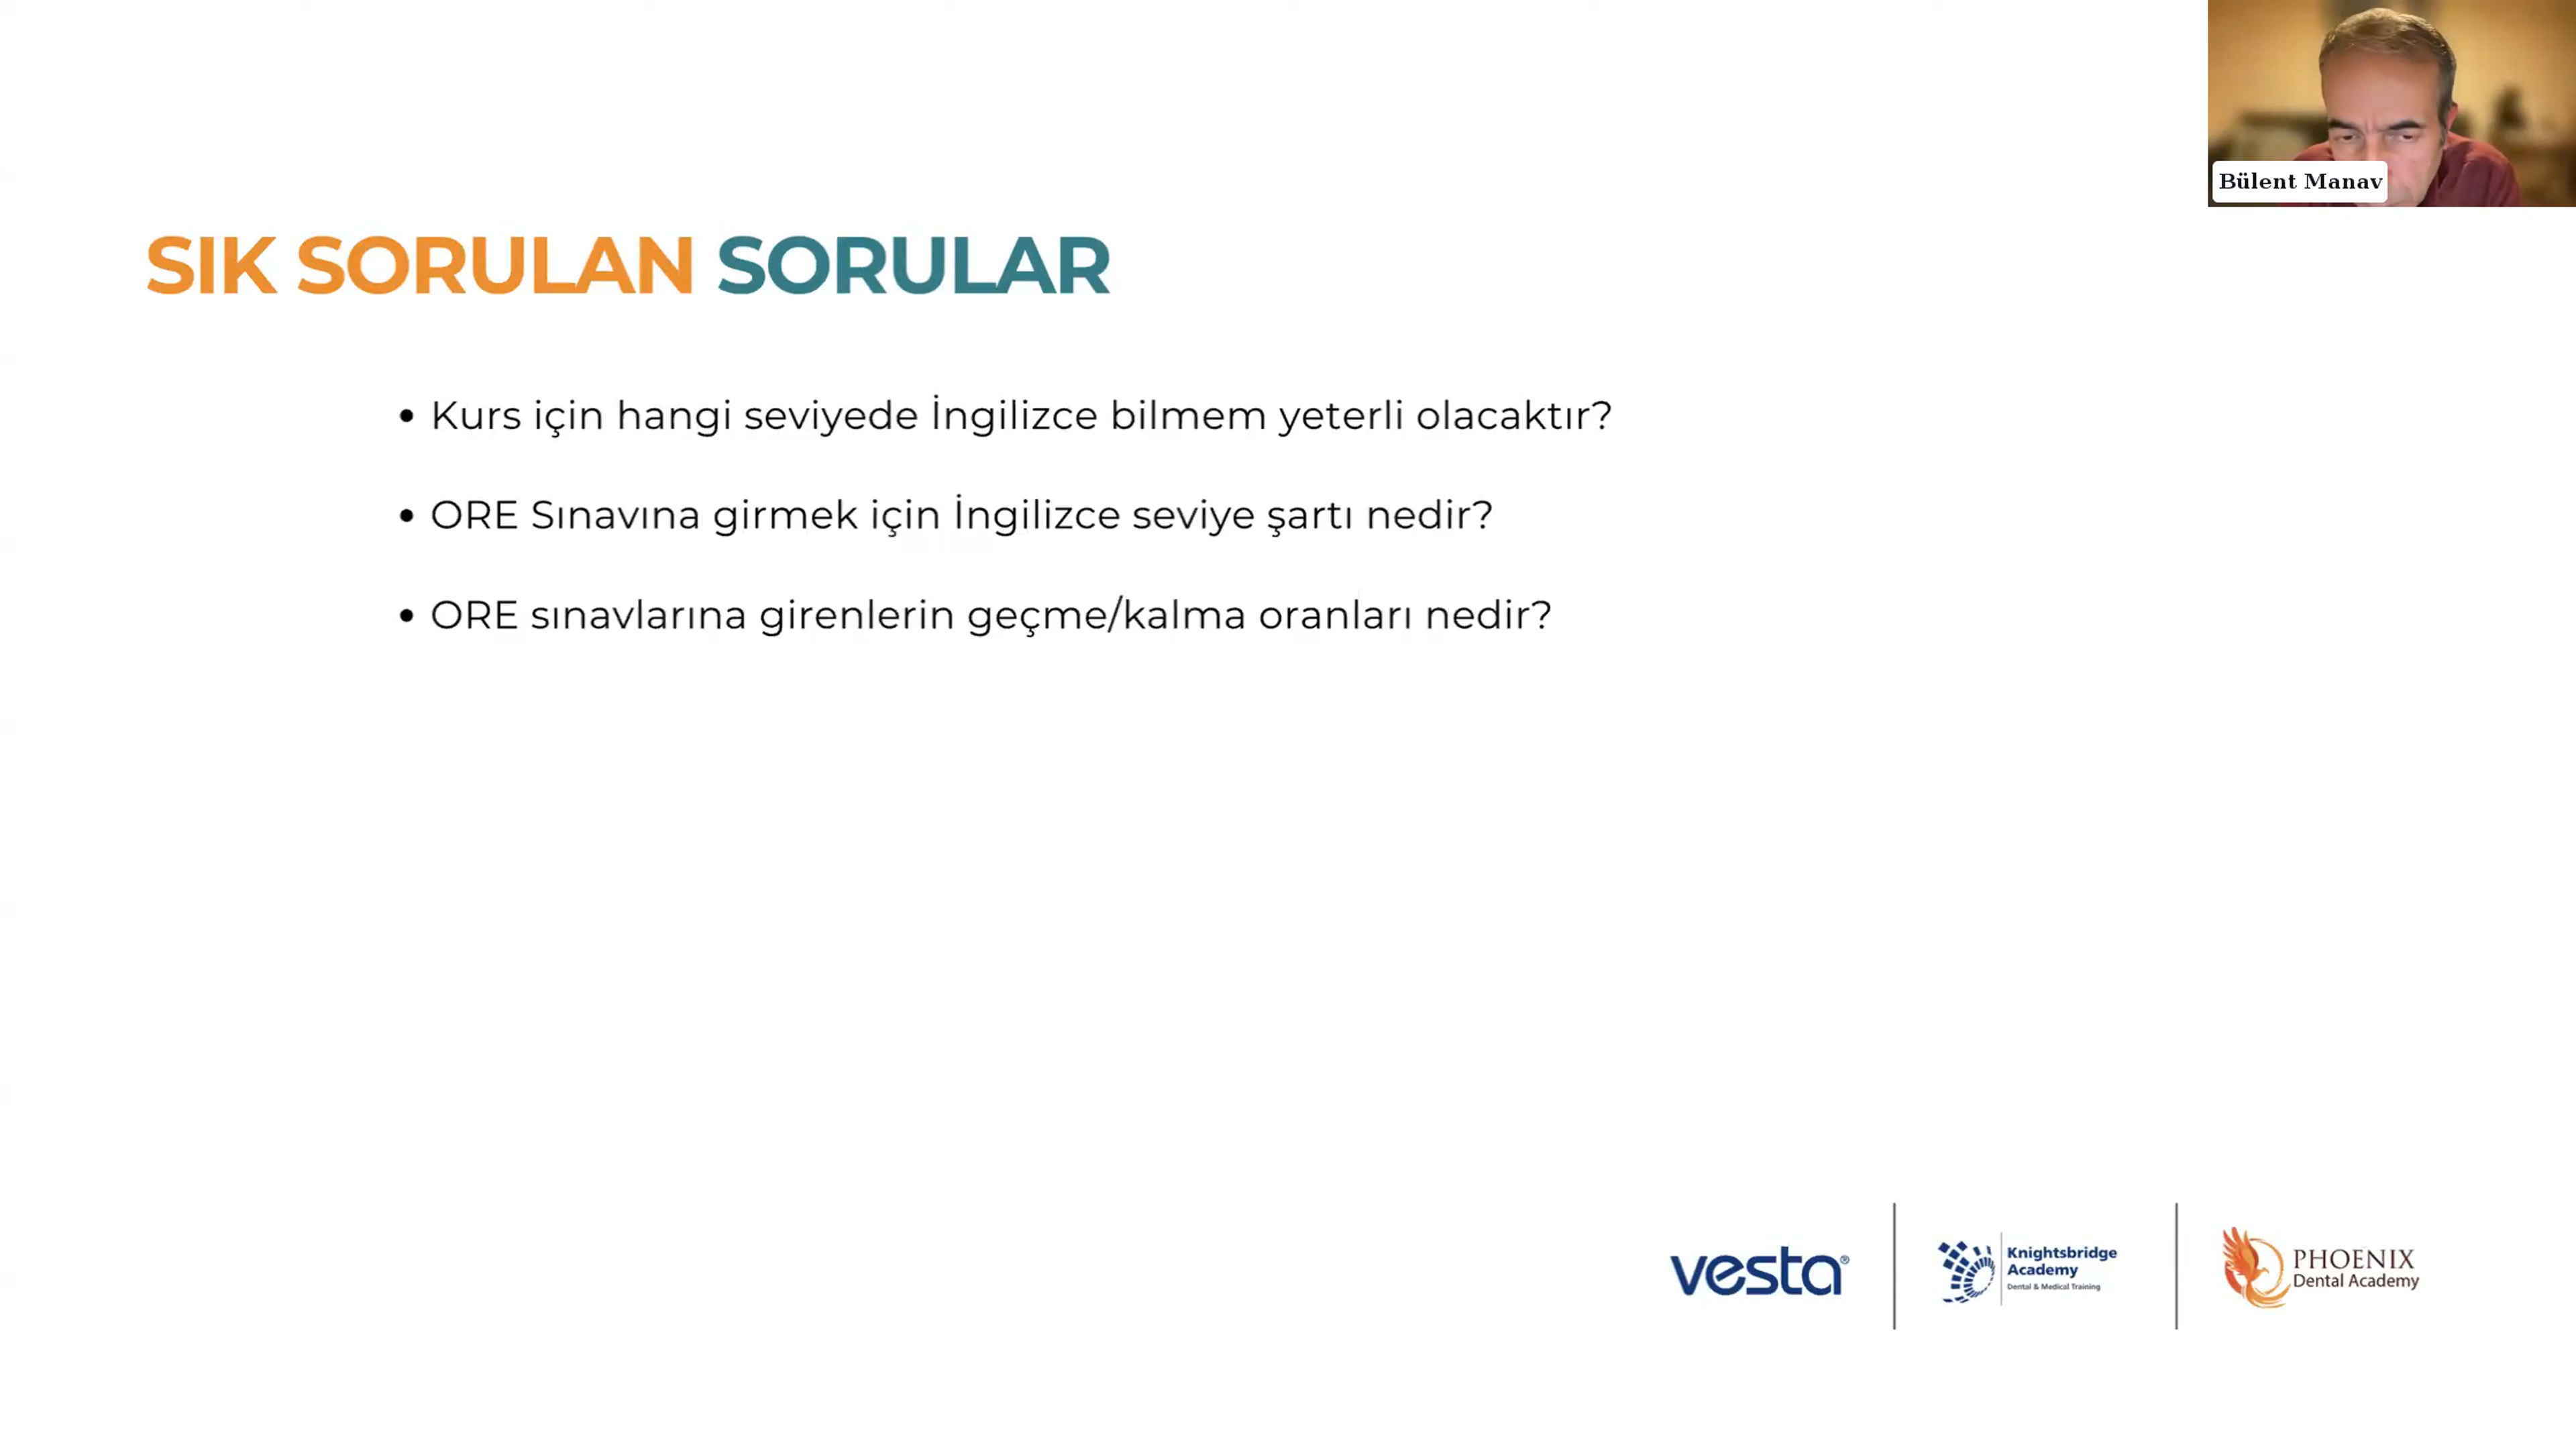 Bülent Manav
SIK SORULAN SORULAR
• Kurs için hangi seviyede İngilizce bilmem yeterli olacaktır?
• ORE Sınavına girmek için İngilizce seviye şartı nedir?
• ORE sınavlarına girenlerin geçme/kalma oranları nedir?
vesta®
Knightsbridge
Academy
Dental & Medical Training
PHOENIX
Dental Academy